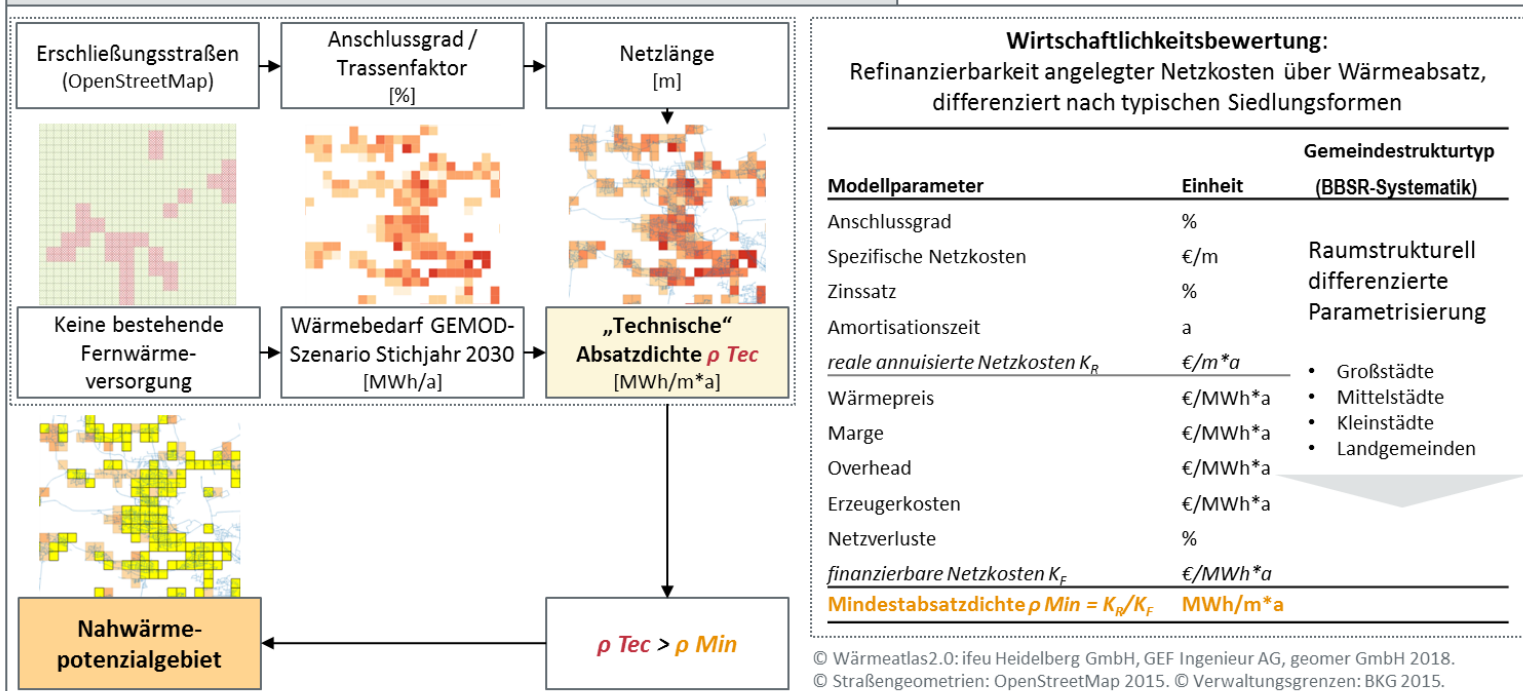 Erschließungsstraßen
(OpenStreetMap)
Anschlussgrad /
Trassenfaktor
[%]
Netzlänge
[m]
Keine bestehende
Fernwärme-
versorgung
Wärmebedarf GEMOD-
Szenario Stichjahr 2030
[MWh/a]
„Technische“
Absatzdichte ρ Tec
[MWh/m*a]
Nahwärme-
potenzialgebiet
ρ Tec > ρ Min
Wirtschaftlichkeitsbewertung:
Refinanzierbarkeit angelegter Netzkosten über Wärmeabsatz,
differenziert nach typischen Siedlungsformen
Modellparameter Einheit Gemeindestrukturtyp
(BBSR-Systematik)
Anschlussgrad %
Spezifische Netzkosten €/m
Zinssatz %
Amortisationszeit a
reale annuisierte Netzkosten KR €/m*a
Wärmepreis €/MWh*a
Marge €/MWh*a
Overhead €/MWh*a
Erzeugerkosten €/MWh*a
Netzverluste %
finanzierbare Netzkosten KF €/MWh*a
Mindestabsatzdichte ρ Min = KR/KF MWh/m*a
Raumstrukturell
differenzierte
Parametrisierung
• Großstädte
• Mittelstädte
• Kleinstädte
• Landgemeinden
© Wärmeatlas2.0: ifeu Heidelberg GmbH, GEF Ingenieur AG, geomer GmbH 2018.
© Straßengeometrien: OpenStreetMap 2015. © Verwaltungsgrenzen: BKG 2015.